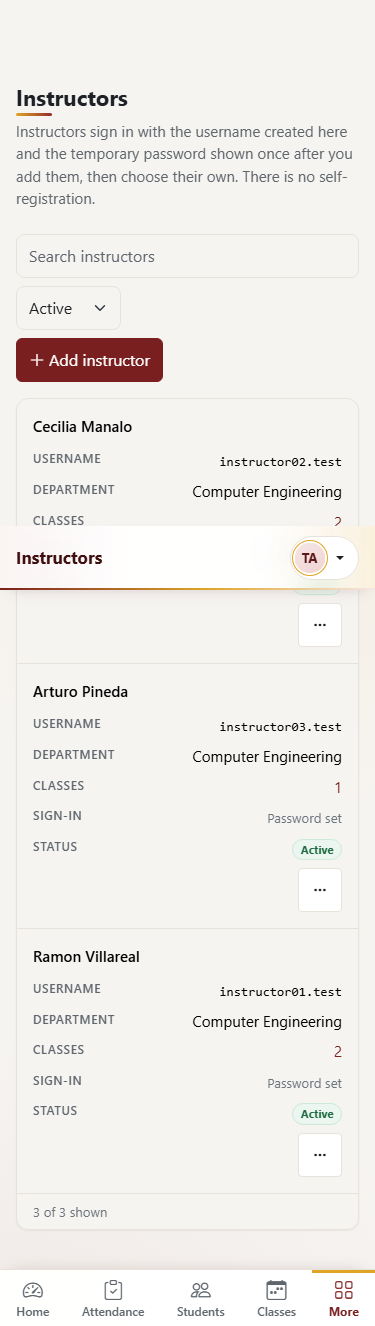 Instructors
Instructors sign in with the username created here
and the temporary password shown once after you
add them, then choose their own. There is no self-
registration.
Search instructors
Active
+ Add instructor
Cecilia Manalo
USERNAME instructor02.test
DEPARTMENT Computer Engineering
CLASSES 2
Instructors TA
...
Arturo Pineda
USERNAME instructor03.test
DEPARTMENT Computer Engineering
CLASSES 1
SIGN-IN Password set
STATUS Active
...
Ramon Villareal
USERNAME instructor01.test
DEPARTMENT Computer Engineering
CLASSES 2
SIGN-IN Password set
STATUS Active
...
3 of 3 shown
Home Attendance Students Classes More